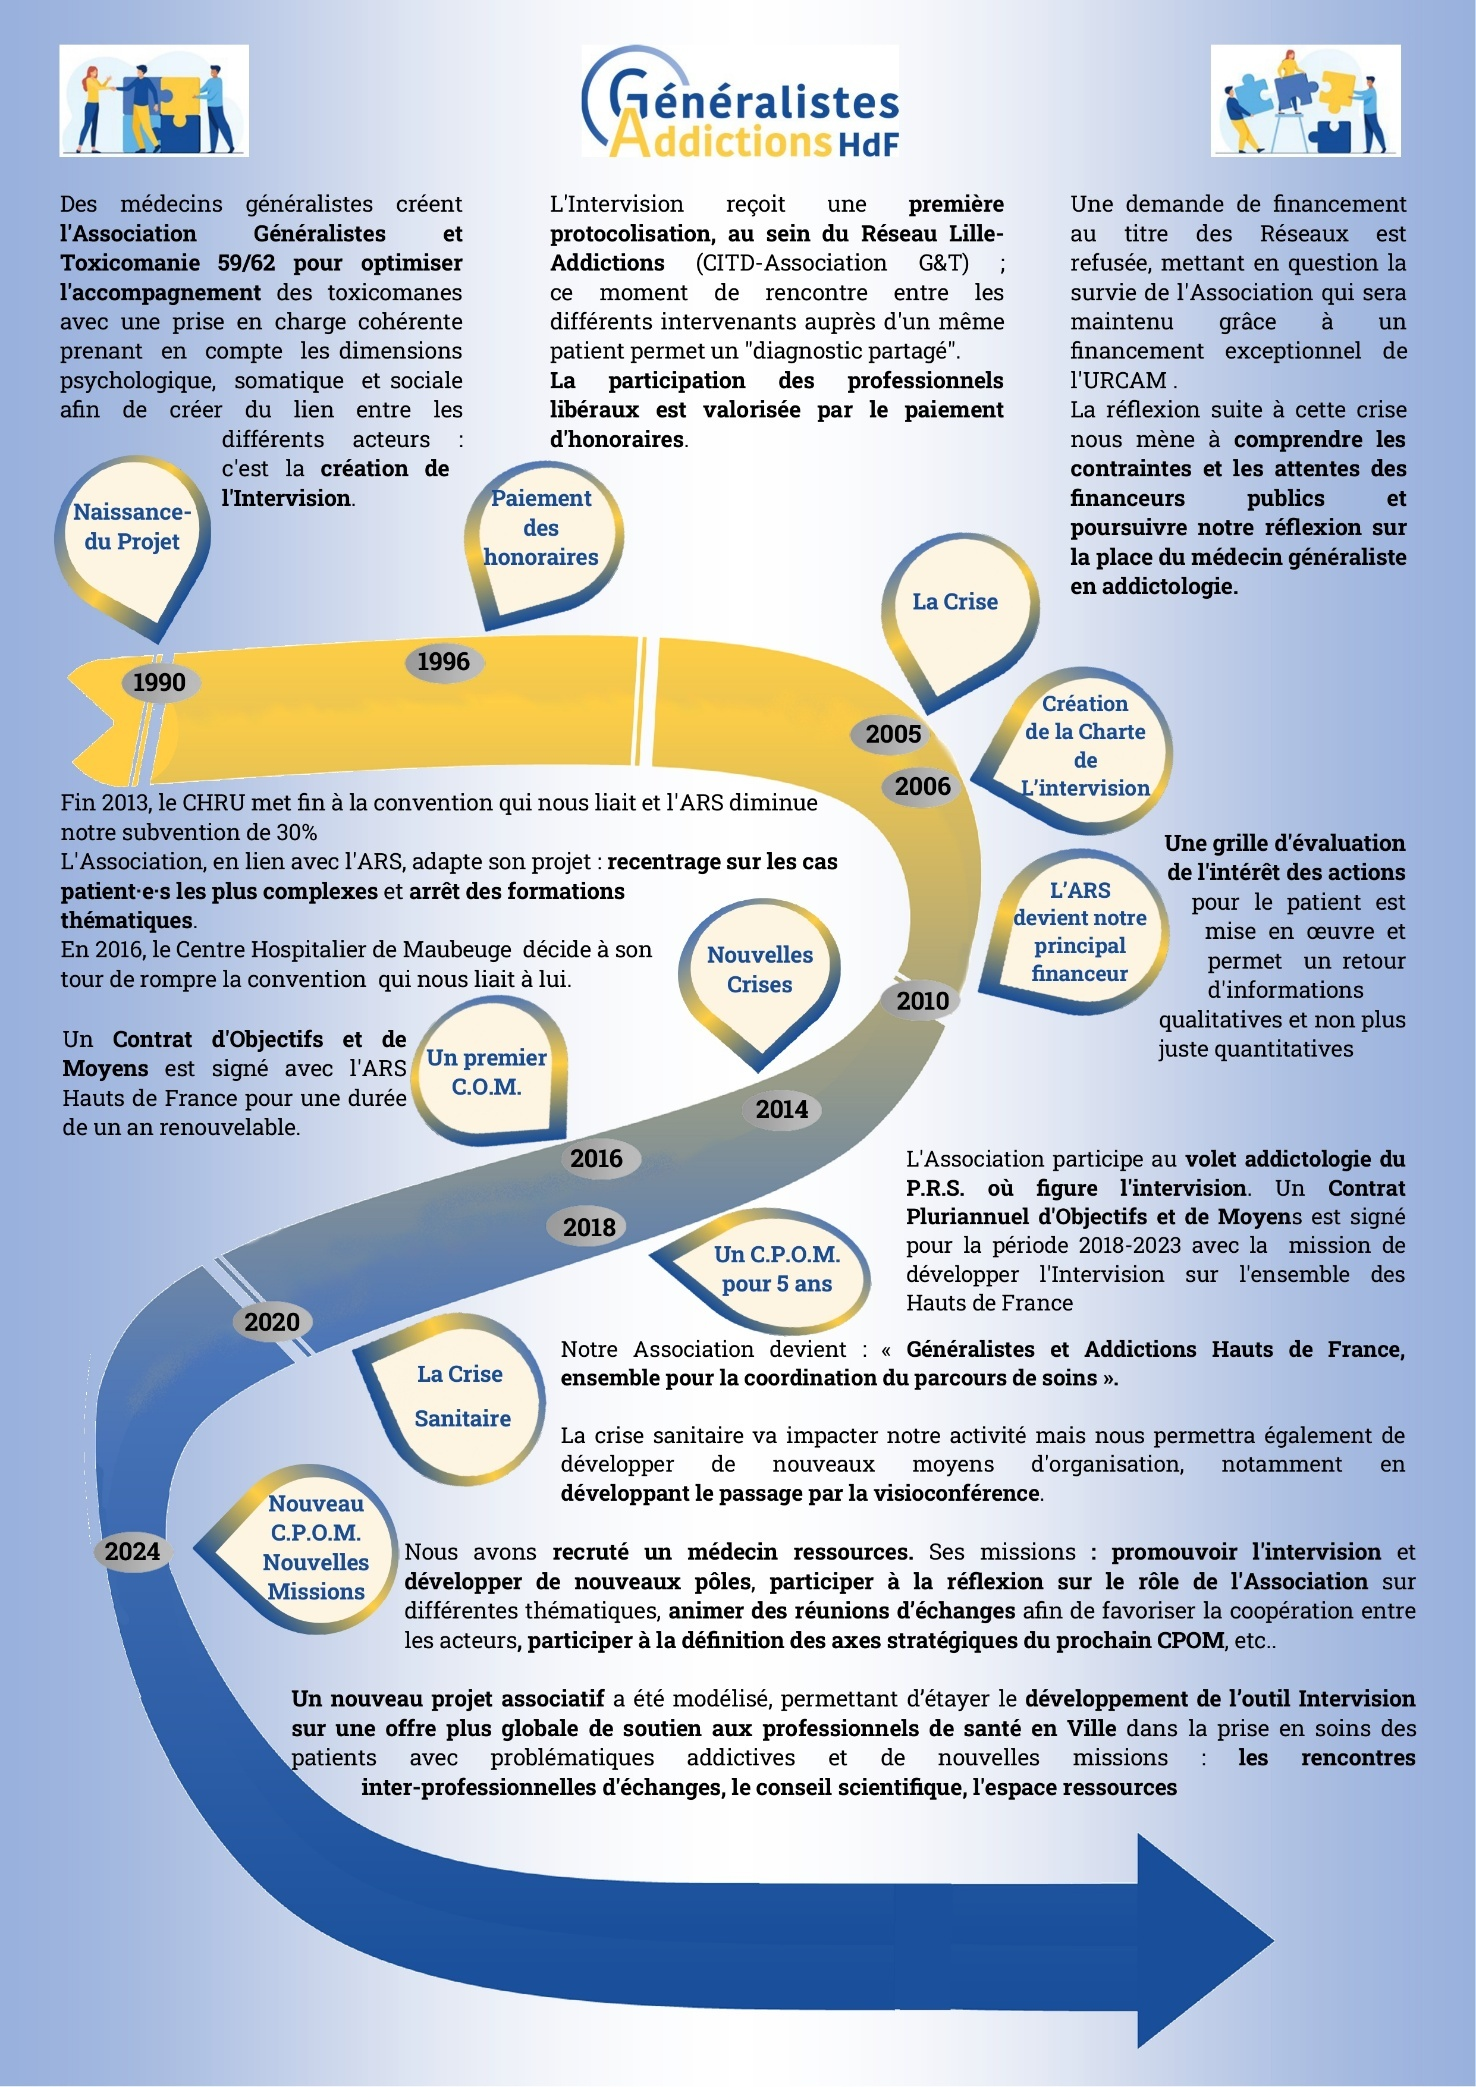 Généralistes
Addictions HdF
Des médecins généralistes créent
l'Association Généralistes et
Toxicomanie 59/62 pour optimiser
l'accompagnement des toxicomanes
avec une prise en charge cohérente
prenant en compte les dimensions
psychologique, somatique et sociale
afin de créer du lien entre les
différents acteurs :
c'est la création de
l'Intervision.
L'Intervision reçoit une première
protocolisation, au sein du Réseau Lille-
Addictions (CITD-Association G&T) ;
ce moment de rencontre entre les
différents intervenants auprès d'un même
patient permet un "diagnostic partagé".
La participation des professionnels
libéraux est valorisée par le paiement
d'honoraires.
Une demande de financement
au titre des Réseaux est
refusée, mettant en question la
survie de l'Association qui sera
maintenu grâce à un
financement exceptionnel de
l'URCAM .
La réflexion suite à cette crise
nous mène à comprendre les
contraintes et les attentes des
financeurs publics et
poursuivre notre réflexion sur
la place du médecin généraliste
en addictologie.
Naissance-
du Projet
Paiement
des
honoraires
La Crise
1990
1996
2005
2006
Création
de la Charte
de
L’intervision
Fin 2013, le CHRU met fin à la convention qui nous liait et l'ARS diminue
notre subvention de 30%
L'Association, en lien avec l'ARS, adapte son projet : recentrage sur les cas
patient·e·s les plus complexes et arrêt des formations
thématiques.
En 2016, le Centre Hospitalier de Maubeuge décide à son
tour de rompre la convention qui nous liait à lui.
Nouvelles
Crises
L’ARS
devient notre
principal
financeur
2010
Une grille d'évaluation
de l'intérêt des actions
pour le patient est
mise en œuvre et
permet un retour
d'informations
qualitatives et non plus
juste quantitatives
Un Contrat d'Objectifs et de
Moyens est signé avec l'ARS
Hauts de France pour une durée
de un an renouvelable.
Un premier
C.O.M.
2014
2016
2018
Un C.P.O.M.
pour 5 ans
L'Association participe au volet addictologie du
P.R.S. où figure l'intervision. Un Contrat
Pluriannuel d'Objectifs et de Moyens est signé
pour la période 2018-2023 avec la mission de
développer l'Intervision sur l'ensemble des
Hauts de France
2020
La Crise
Sanitaire
Notre Association devient : « Généralistes et Addictions Hauts de France,
ensemble pour la coordination du parcours de soins ».
La crise sanitaire va impacter notre activité mais nous permettra également de
développer de nouveaux moyens d'organisation, notamment en
développant le passage par la visioconférence.
2024
Nouveau
C.P.O.M.
Nouvelles
Missions
Nous avons recruté un médecin ressources. Ses missions : promouvoir l'intervision et
développer de nouveaux pôles, participer à la réflexion sur le rôle de l'Association sur
différentes thématiques, animer des réunions d’échanges afin de favoriser la coopération entre
les acteurs, participer à la définition des axes stratégiques du prochain CPOM, etc..
Un nouveau projet associatif a été modélisé, permettant d’étayer le développement de l’outil Intervision
sur une offre plus globale de soutien aux professionnels de santé en Ville dans la prise en soins des
patients avec problématiques addictives et de nouvelles missions : les rencontres
inter-professionnelles d'échanges, le conseil scientifique, l'espace ressources